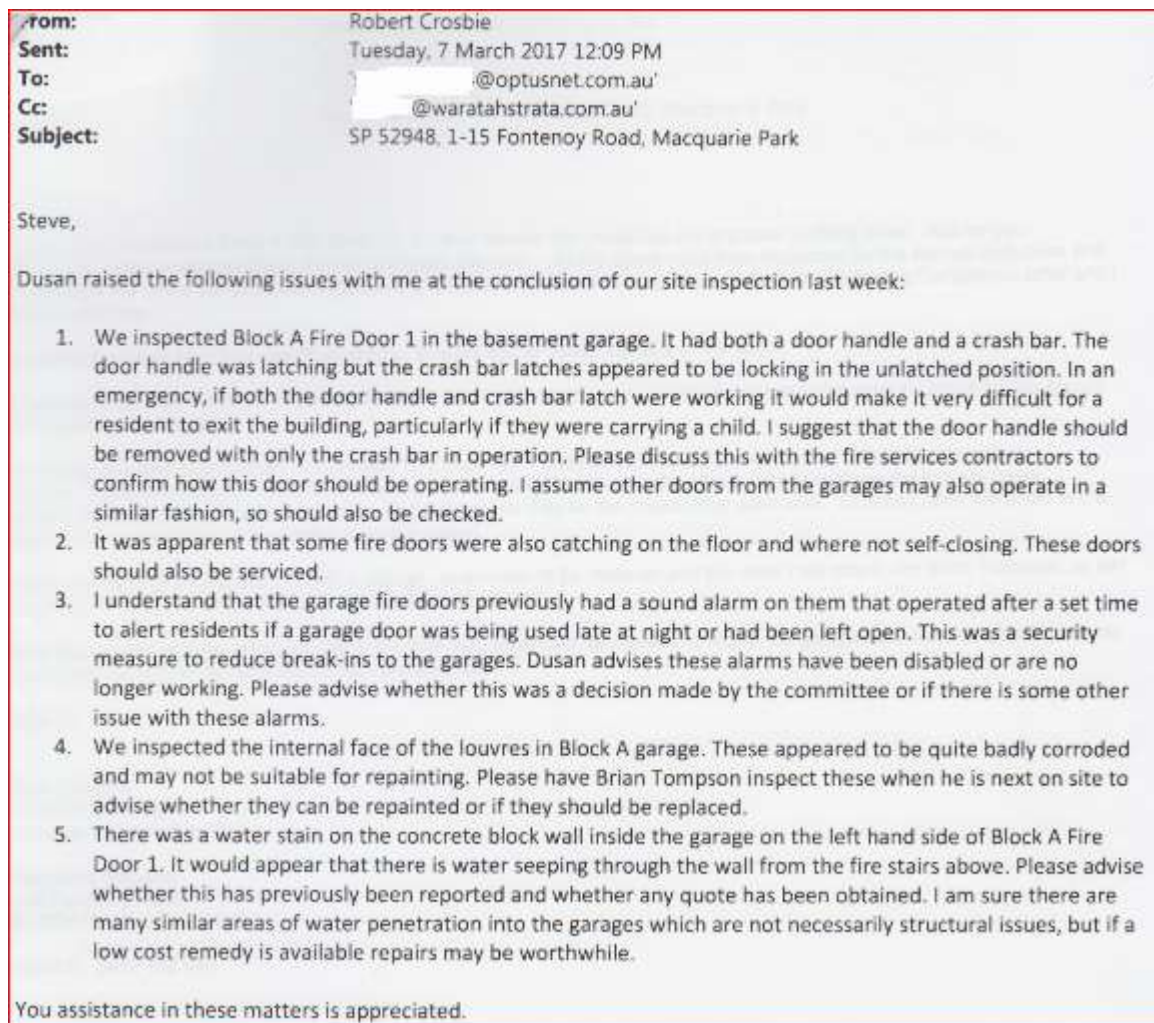 From: Robert Crosbie
Sent: Tuesday, 7 March 2017 12:09 PM
To: ' @optusnet.com.au'
Cc: ' @waratahstrata.com.au'
Subject: SP 52948, 1-15 Fontenoy Road, Macquarie Park
Steve,
Dusan raised the following issues with me at the conclusion of our site inspection last week:
1. We inspected Block A Fire Door 1 in the basement garage. It had both a door handle and a crash bar. The
door handle was latching but the crash bar latches appeared to be locking in the unlatched position. In an
emergency, if both the door handle and crash bar latch were working it would make it very difficult for a
resident to exit the building, particularly if they were carrying a child. I suggest that the door handle should
be removed with only the crash bar in operation. Please discuss this with the fire services contractors to
confirm how this door should be operating. I assume other doors from the garages may also operate in a
similar fashion, so should also be checked.
2. It was apparent that some fire doors were also catching on the floor and where not self-closing. These doors
should also be serviced.
3. I understand that the garage fire doors previously had a sound alarm on them that operated after a set time
to alert residents if a garage door was being used late at night or had been left open. This was a security
measure to reduce break-ins to the garages. Dusan advises these alarms have been disabled or are no
longer working. Please advise whether this was a decision made by the committee or if there is some other
issue with these alarms.
4. We inspected the internal face of the louvres in Block A garage. These appeared to be quite badly corroded
and may not be suitable for repainting. Please have Brian Tompson inspect these when he is next on site to
advise whether they can be repainted or if they should be replaced.
5. There was a water stain on the concrete block wall inside the garage on the left hand side of Block A Fire
Door 1. It would appear that there is water seeping through the wall from the fire stairs above. Please advise
whether this has previously been reported and whether any quote has been obtained. I am sure there are
many similar areas of water penetration into the garages which are not necessarily structural issues, but if a
low cost remedy is available repairs may be worthwhile.
You assistance in these matters is appreciated.